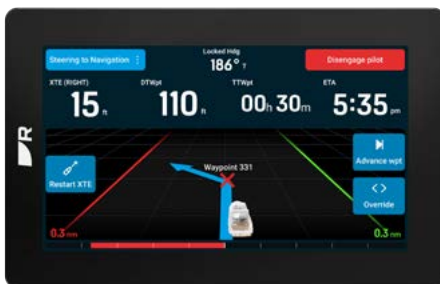 Steering to Navigation
Locked Hdg
186° T
Disengage pilot
XTE (RIGHT)
15 ft
DTWpt
110 ft
TTWpt
00h 30m
ETA
5:35 pm
R
Waypoint 331
Restart XTE
Advance wpt
Override
0.3 nm
0.3 nm